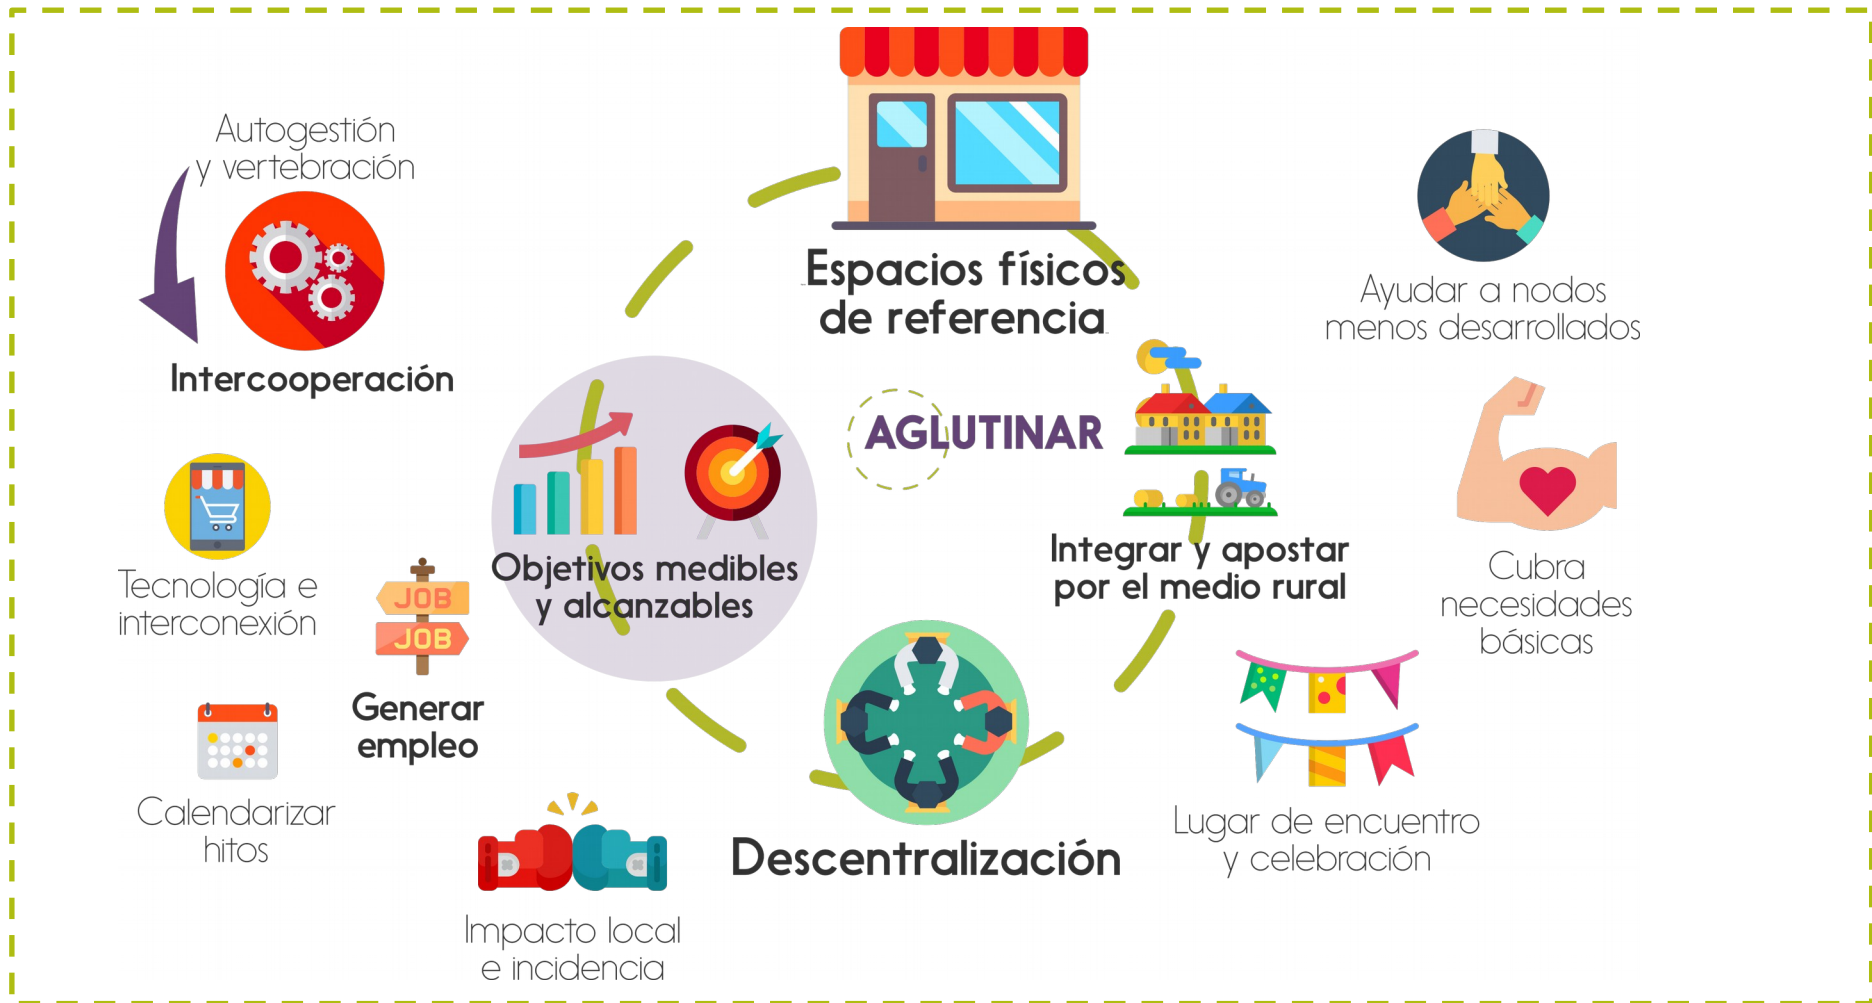 Autogestión
y vertebración
Intercooperación
Espacios físicos
de referencia
Ayudar a nodos
menos desarrollados
AGLUTINAR
Objetivos medibles
y alcanzables
Integrar y apostar
por el medio rural
Cubra
necesidades
básicas
Tecnología e
interconexión
JOB
JOB
Generar
empleo
Calendarizar
hitos
Impacto local
e incidencia
Descentralización
Lugar de encuentro
y celebración